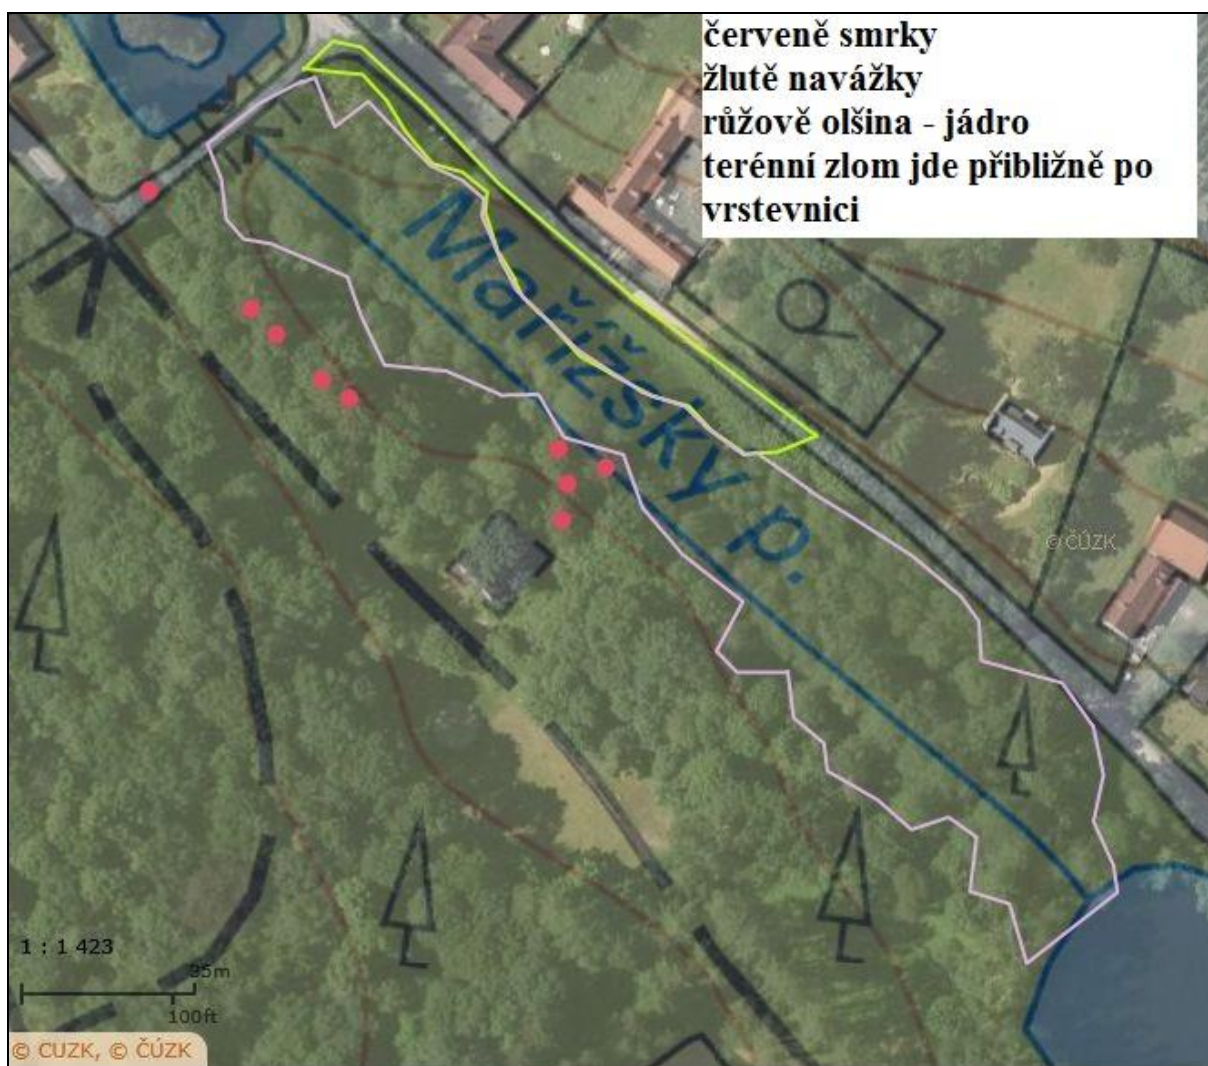 červeně smrky
žlutě navážky
růžově olšina - jádro
terénní zlom jde přibližně po
vrstevnici
Mařížský p.
© ČÚZK
1 : 1 423
35m
100ft
© CUZK, © ČÚZK